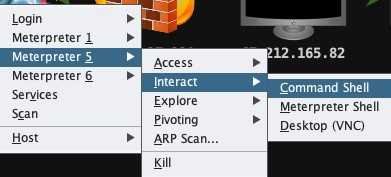 Login
Meterpreter 1
Meterpreter 5
Meterpreter 6
Services
Scan
Host
212.165.82
Access
Interact
Explore
Pivoting
ARP Scan...
Kill
Command Shell
Meterpreter Shell
Desktop (VNC)